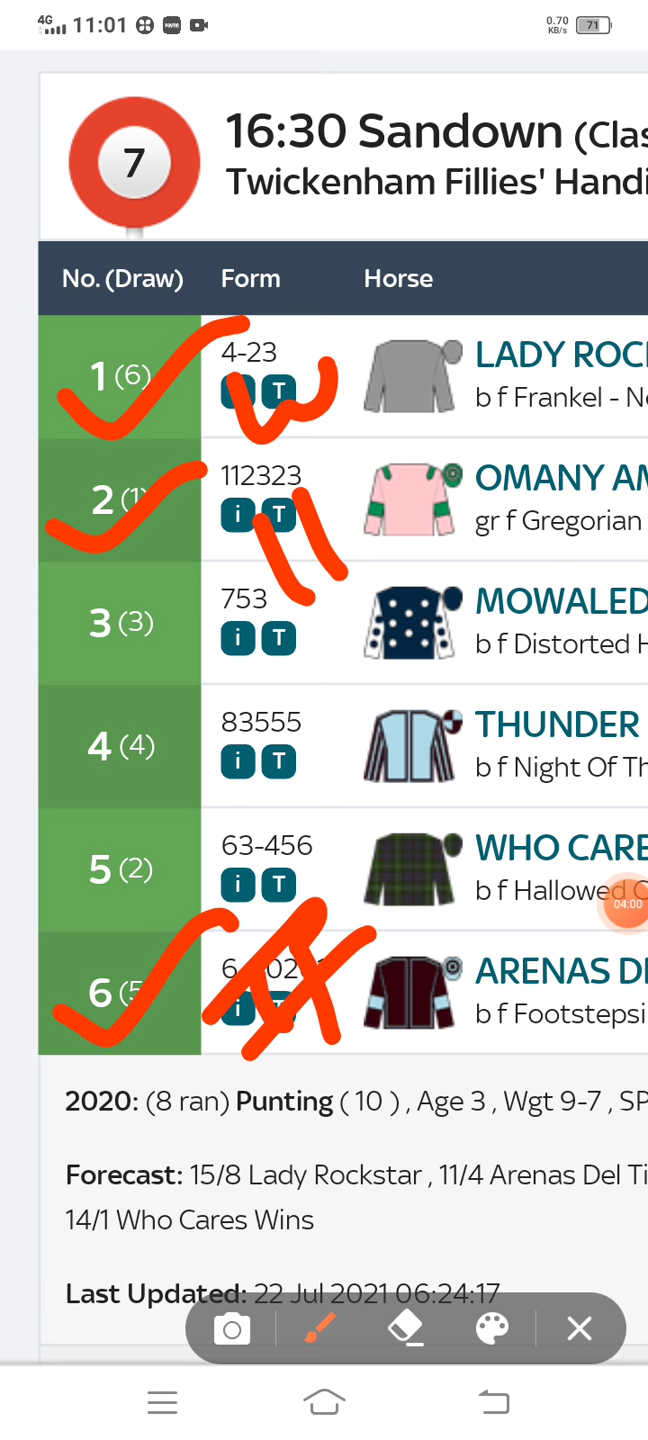 4G 11:01 0.70 KB/s 71
7
16:30 Sandown (Clas
Twickenham Fillies' Handi
No. (Draw) Form Horse
1 (6) 4-23 LADY ROC
T b f Frankel - N
2 (1) 112323 OMANY AM
i T gr f Gregorian
3 (3) 753 MOWALED
i T b f Distorted H
4 (4) 83555 THUNDER
i T b f Night Of Th
5 (2) 63-456 WHO CARE
i T b f Hallowed C
04:00
6 (5 ARENAS DE
i b f Footstepsi
2020: (8 ran) Punting ( 10 ) , Age 3 , Wgt 9-7 , SP
Forecast: 15/8 Lady Rockstar , 11/4 Arenas Del Ti
14/1 Who Cares Wins
Last Updated: 22 Jul 2021 06:24:17